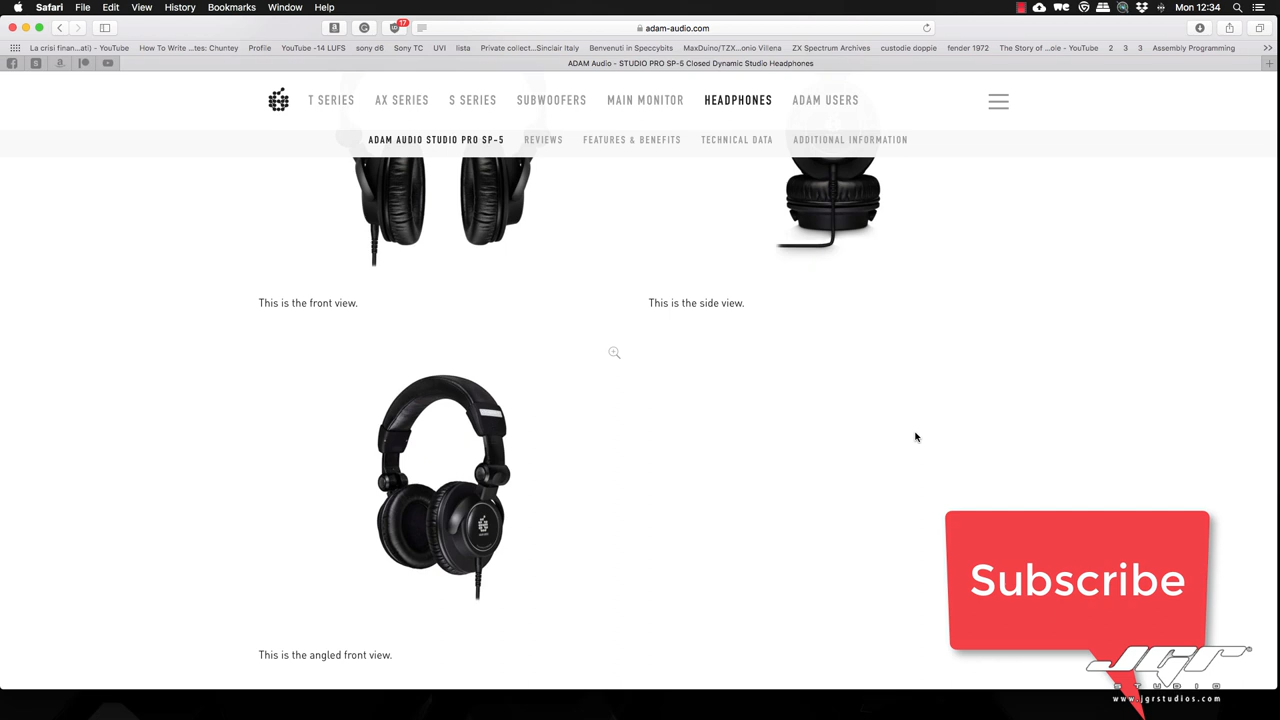 Safari File Edit View History Bookmarks Window Help Mon 12:34
17
adam-audio.com
La crisi finan...ati) - YouTube How To Write ...tes: Chuntey Profile YouTube -14 LUFS sony d6 Sony TC UVI lista Private collect...Sinclair Italy Benvenuti in Speccybits MaxDuino/TZX...onio Villena ZX Spectrum Archives custodie doppie fender 1972 The Story of ...oie - YouTube 2 3 3 Assembly Programming
ADAM Audio - STUDIO PRO SP-5 Closed Dynamic Studio Headphones
T SERIES AX SERIES S SERIES SUBWOOFERS MAIN MONITOR HEADPHONES ADAM USERS
ADAM AUDIO STUDIO PRO SP-5 REVIEWS FEATURES & BENEFITS TECHNICAL DATA ADDITIONAL INFORMATION
This is the front view. This is the side view.
This is the angled front view.
Subscribe
JGR
STUDIO
www.jgrstudios.com